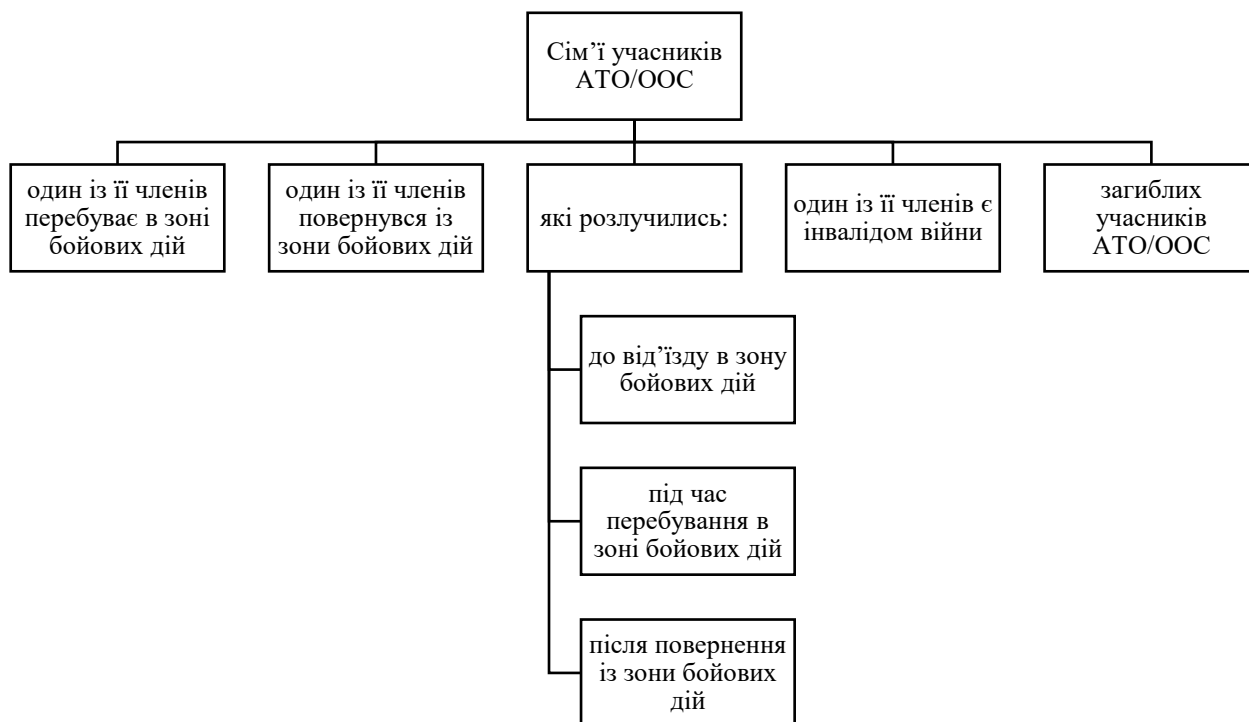 Сім’ї учасників
АТО/ООС
один із її членів
перебуває в зоні
бойових дій
один із її членів
повернувся із
зони бойових дій
які розлучились:
один із її членів є
інвалідом війни
загиблих
учасників
АТО/ООС
до від’їзду в зону
бойових дій
під час
перебування в
зоні бойових дій
після повернення
із зони бойових
дій